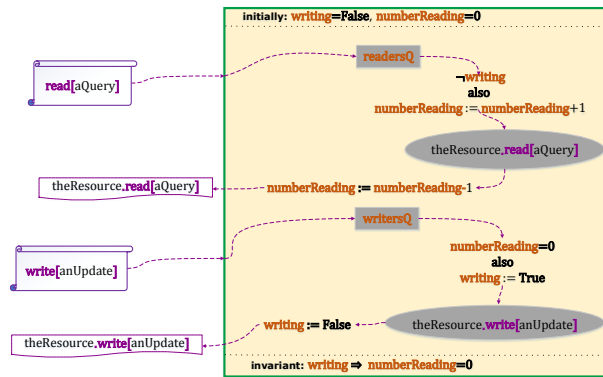 initially: writing=False, numberReading=0
readersQ
read[aQuery]
¬writing
also
numberReading := numberReading+1
theResource.read[aQuery]
theResource.read[aQuery]
numberReading := numberReading-1
writersQ
numberReading=0
also
writing := True
write[anUpdate]
theResource.write[anUpdate]
writing := False
theResource.write[anUpdate]
invariant: writing ⇒ numberReading=0